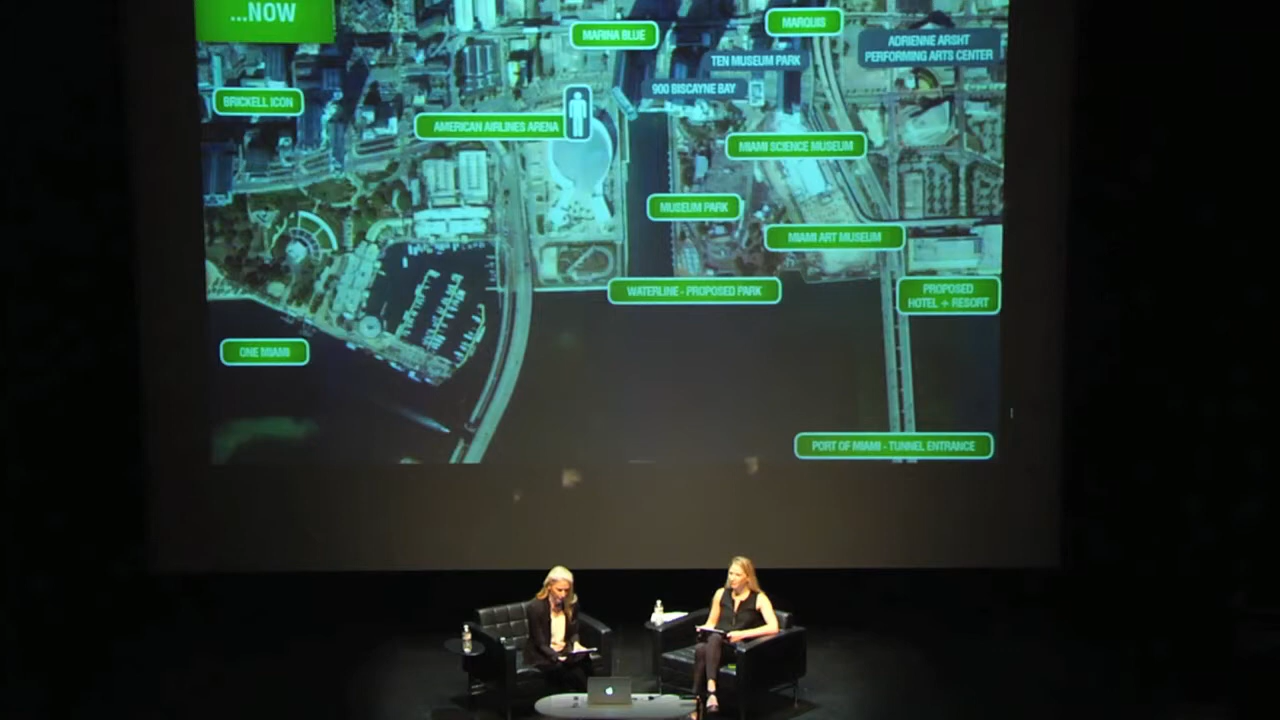 ...NOW
MARINA BLUE
MARQUIS
ADRIENNE ARSHT
PERFORMING ARTS CENTER
TEN MUSEUM PARK
900 BISCAYNE BAY
BRICKELL ICON
AMERICAN AIRLINES ARENA
MIAMI SCIENCE MUSEUM
MUSEUM PARK
MIAMI ART MUSEUM
WATERLINE - PROPOSED PARK
PROPOSED
HOTEL + RESORT
ONE MIAMI
PORT OF MIAMI - TUNNEL ENTRANCE